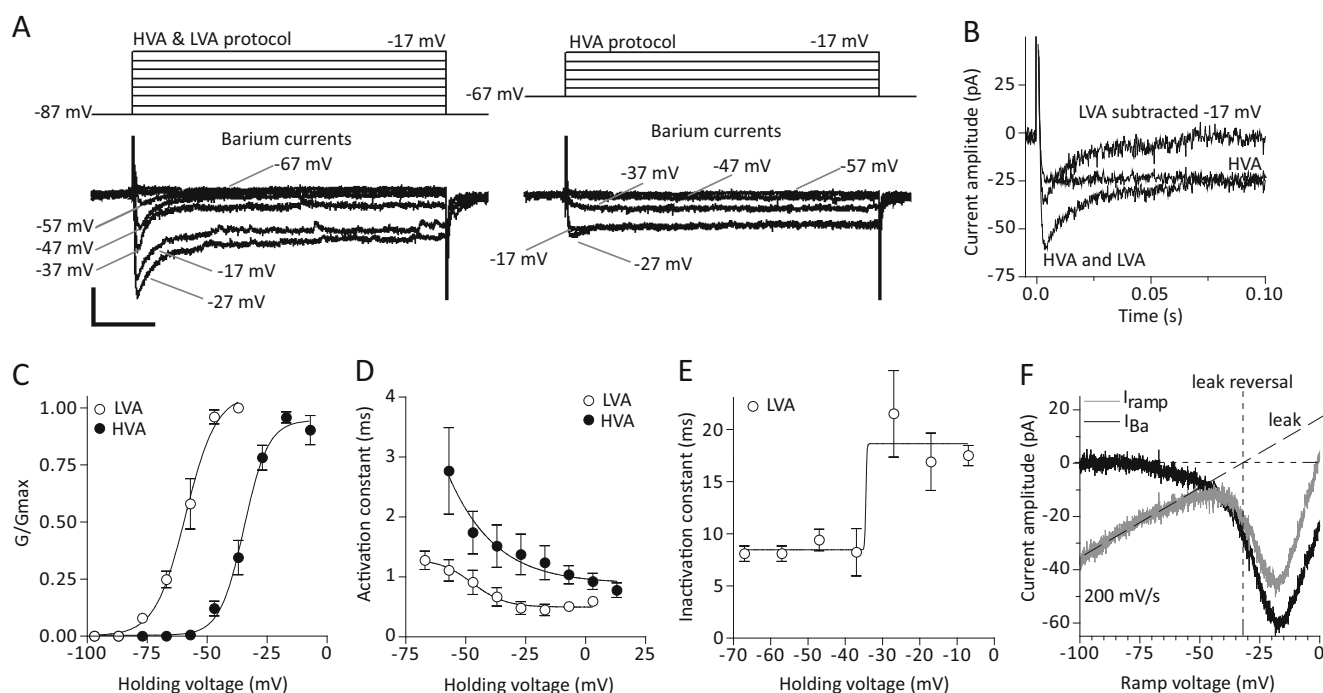 A
HVA & LVA protocol
-17 mV
-87 mV
HVA protocol
-17 mV
-67 mV
Barium currents
-67 mV
-57 mV
-47 mV
-37 mV
-17 mV
-27 mV
Barium currents
-37 mV
-47 mV
-57 mV
-17 mV
-27 mV
B
Current amplitude (pA)
25
0
-25
-50
-75
LVA subtracted -17 mV
HVA
HVA and LVA
0.0
0.05
0.10
Time (s)
C
LVA
HVA
G/Gmax
1.00
0.75
0.50
0.25
0.00
-100
-75
-50
-25
0
Holding voltage (mV)
D
LVA
HVA
Activation constant (ms)
4
3
2
1
0
-75
-50
-25
0
25
Holding voltage (mV)
E
LVA
Inactivation constant (ms)
20
15
10
5
0
-70
-60
-50
-40
-30
-20
-10
0
Holding voltage (mV)
F
leak reversal
Iramp
IBa
leak
Current amplitude (pA)
20
0
-20
-40
-60
200 mV/s
-100
-80
-60
-40
-20
0
Ramp voltage (mV)